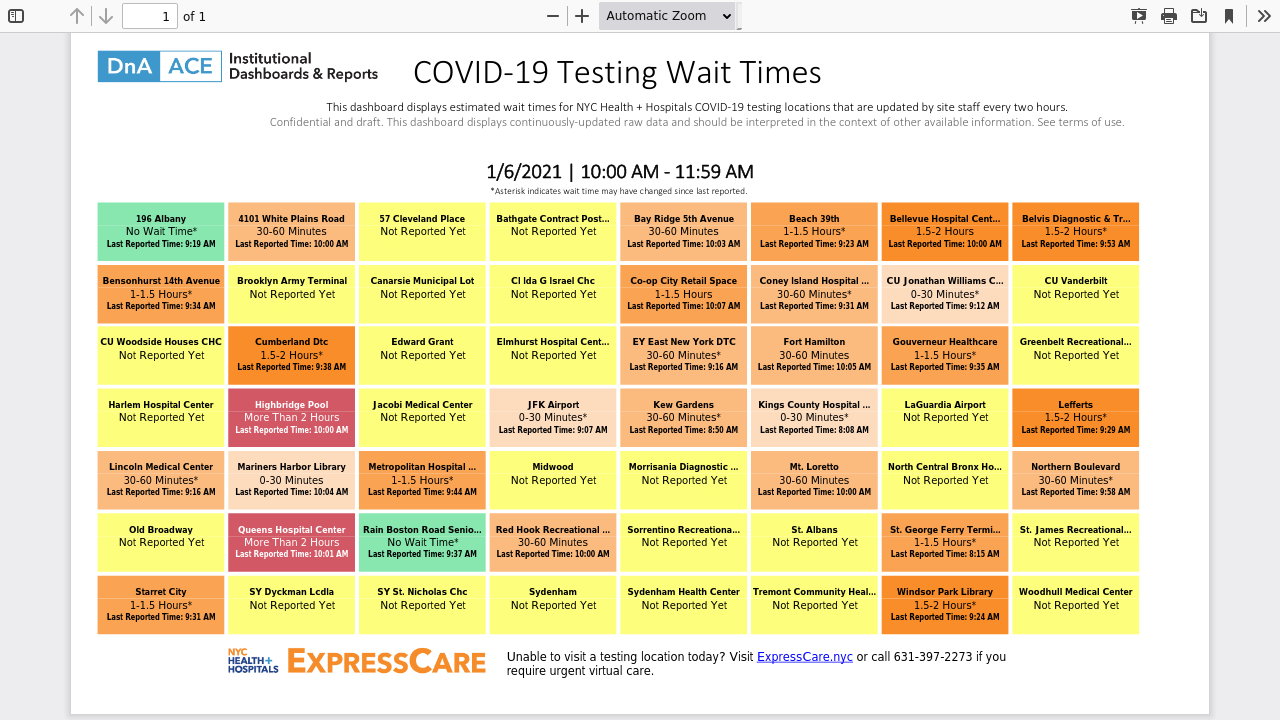 1 of 1 Automatic Zoom
DnA ACE Institutional Dashboards & Reports
COVID-19 Testing Wait Times
This dashboard displays estimated wait times for NYC Health + Hospitals COVID-19 testing locations that are updated by site staff every two hours.
Confidential and draft. This dashboard displays continuously-updated raw data and should be interpreted in the context of other available information. See terms of use.
1/6/2021 | 10:00 AM - 11:59 AM
*Asterisk indicates wait time may have changed since last reported.
196 Albany
No Wait Time*
Last Reported Time: 9:19 AM
4101 White Plains Road
30-60 Minutes
Last Reported Time: 10:00 AM
57 Cleveland Place
Not Reported Yet
Bathgate Contract Post...
Not Reported Yet
Bay Ridge 5th Avenue
30-60 Minutes
Last Reported Time: 10:03 AM
Beach 39th
1-1.5 Hours*
Last Reported Time: 9:23 AM
Bellevue Hospital Cent...
1.5-2 Hours
Last Reported Time: 10:00 AM
Belvis Diagnostic & Tr...
1.5-2 Hours*
Last Reported Time: 9:53 AM
Bensonhurst 14th Avenue
1-1.5 Hours*
Last Reported Time: 9:34 AM
Brooklyn Army Terminal
Not Reported Yet
Canarsie Municipal Lot
Not Reported Yet
Cl Ida G Israel Chc
Not Reported Yet
Co-op City Retail Space
1-1.5 Hours
Last Reported Time: 10:07 AM
Coney Island Hospital ...
30-60 Minutes*
Last Reported Time: 9:31 AM
CU Jonathan Williams C...
0-30 Minutes*
Last Reported Time: 9:12 AM
CU Vanderbilt
Not Reported Yet
CU Woodside Houses CHC
Not Reported Yet
Cumberland Dtc
1.5-2 Hours*
Last Reported Time: 9:38 AM
Edward Grant
Not Reported Yet
Elmhurst Hospital Cent...
Not Reported Yet
EY East New York DTC
30-60 Minutes*
Last Reported Time: 9:16 AM
Fort Hamilton
30-60 Minutes
Last Reported Time: 10:05 AM
Gouverneur Healthcare
1-1.5 Hours*
Last Reported Time: 9:35 AM
Greenbelt Recreational...
Not Reported Yet
Harlem Hospital Center
Not Reported Yet
Highbridge Pool
More Than 2 Hours
Last Reported Time: 10:00 AM
Jacobi Medical Center
Not Reported Yet
JFK Airport
0-30 Minutes*
Last Reported Time: 9:07 AM
Kew Gardens
30-60 Minutes*
Last Reported Time: 8:50 AM
Kings County Hospital ...
0-30 Minutes*
Last Reported Time: 8:08 AM
LaGuardia Airport
Not Reported Yet
Lefferts
1.5-2 Hours*
Last Reported Time: 9:29 AM
Lincoln Medical Center
30-60 Minutes*
Last Reported Time: 9:16 AM
Mariners Harbor Library
0-30 Minutes
Last Reported Time: 10:04 AM
Metropolitan Hospital ...
1-1.5 Hours*
Last Reported Time: 9:44 AM
Midwood
Not Reported Yet
Morrisania Diagnostic ...
Not Reported Yet
Mt. Loretto
30-60 Minutes
Last Reported Time: 10:00 AM
North Central Bronx Ho...
Not Reported Yet
Northern Boulevard
30-60 Minutes*
Last Reported Time: 9:58 AM
Old Broadway
Not Reported Yet
Queens Hospital Center
More Than 2 Hours
Last Reported Time: 10:01 AM
Rain Boston Road Senio...
No Wait Time*
Last Reported Time: 9:37 AM
Red Hook Recreational ...
30-60 Minutes
Last Reported Time: 10:00 AM
Sorrentino Recreationa...
Not Reported Yet
St. Albans
Not Reported Yet
St. George Ferry Termi...
1-1.5 Hours*
Last Reported Time: 8:15 AM
St. James Recreational...
Not Reported Yet
Starret City
1-1.5 Hours*
Last Reported Time: 9:31 AM
SY Dyckman Lcdla
Not Reported Yet
SY St. Nicholas Chc
Not Reported Yet
Sydenham
Not Reported Yet
Sydenham Health Center
Not Reported Yet
Tremont Community Heal...
Not Reported Yet
Windsor Park Library
1.5-2 Hours*
Last Reported Time: 9:24 AM
Woodhull Medical Center
Not Reported Yet
NYC
HEALTH+
HOSPITALS
EXPRESSCARE
Unable to visit a testing location today? Visit ExpressCare.nyc or call 631-397-2273 if you
require urgent virtual care.